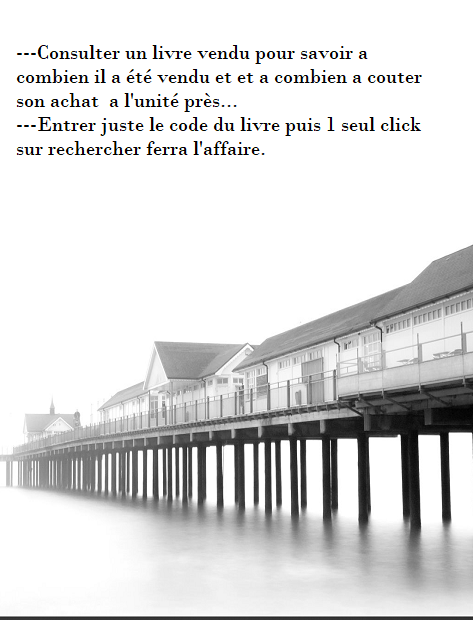 ---Consulter un livre vendu pour savoir a
combien il a été vendu et et a combien a couter
son achat  a l'unité près...
---Entrer juste le code du livre puis 1 seul click
sur rechercher ferra l'affaire.